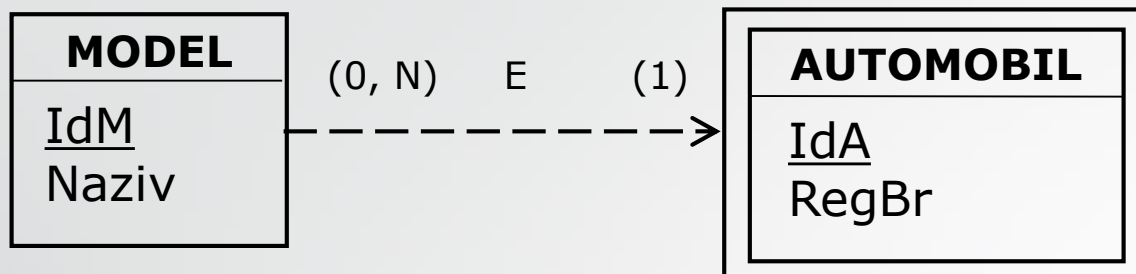 MODEL
IdM
Naziv
(0, N) E (1)
AUTOMOBIL
IdA
RegBr